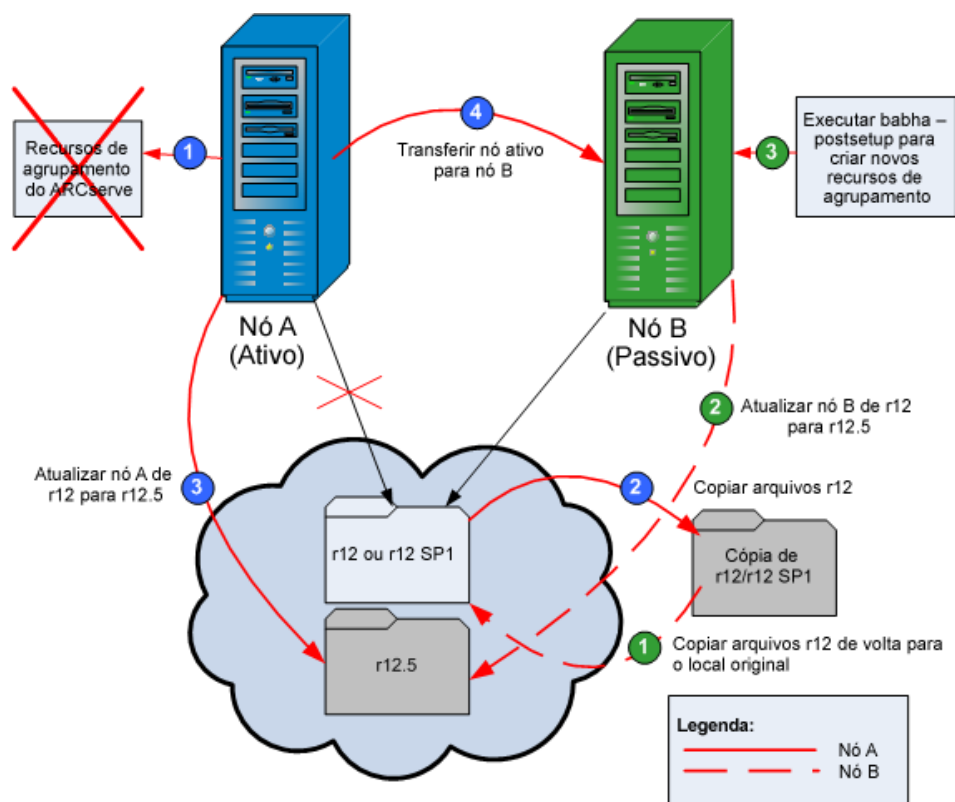 Recursos de
agrupamento
do ARCserve
1
4
Transferir nó ativo
para nó B
3
Executar babha –
postsetup para
criar novos
recursos de
agrupamento
Nó A
(Ativo)
Nó B
(Passivo)
2
Atualizar nó B de r12
para r12.5
Atualizar nó A de
r12 para r12.5
3
2
Copiar arquivos r12
r12 ou r12 SP1
Cópia de
r12/r12 SP1
r12.5
1
Copiar arquivos r12 de volta para
o local original
Legenda:
Nó A
Nó B